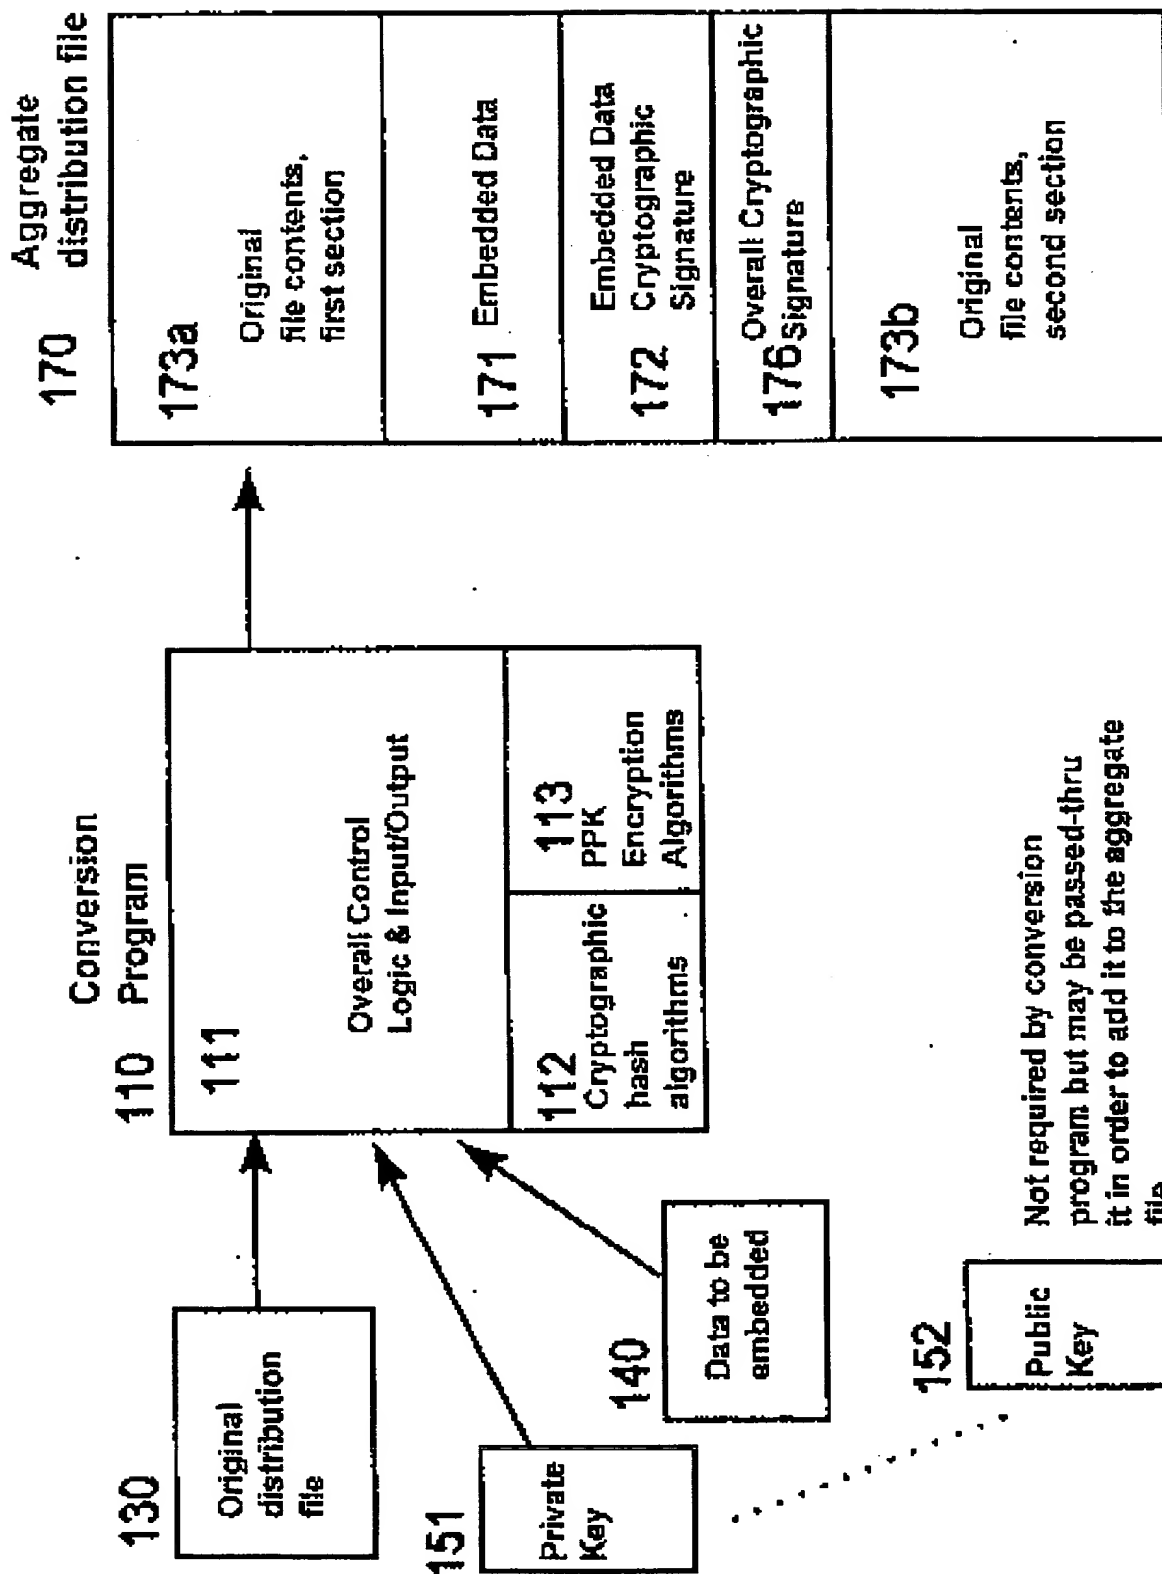 130
Original
distribution
file
151
Private
Key
140
Data to be
embedded
152
Public
Key
Not required by conversion
program but may be passed-thru
it in order to add it to the aggregate
file
Conversion
110 Program
111
Overall Control
Logic & Input/Output
112
Cryptographic
hash
algorithms
113
PPK
Encryption
Algorithms
Aggregate
170 distribution file
173a
Original
file contents,
first section
171 Embedded Data
Embedded Data
172 Cryptographic
Signature
Overall Cryptographic
176 Signature
173b
Original
file contents,
second section